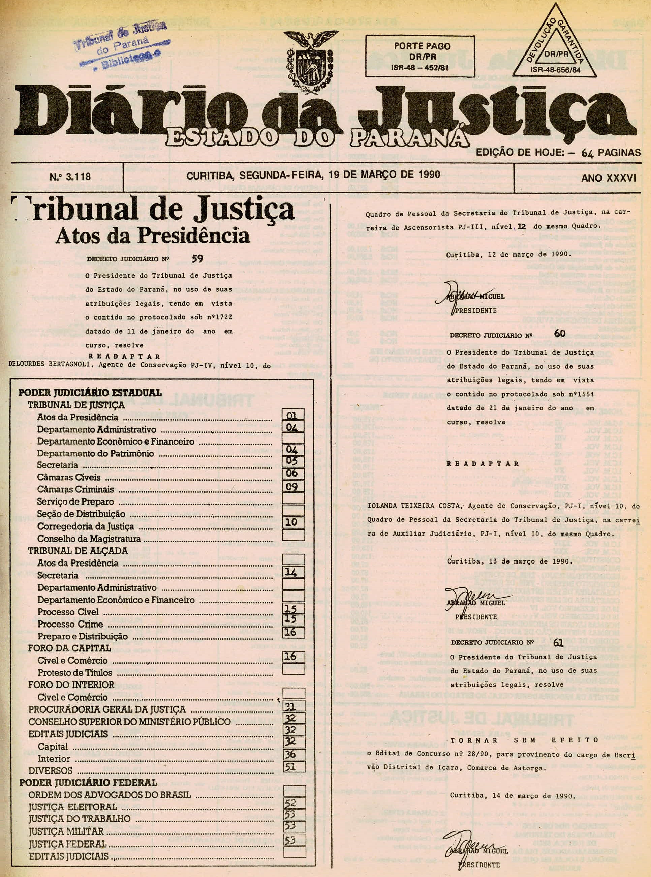 Tribunal de Justiça
do Paraná
Biblioteca
PORTE PAGO
DR/PR
ISR-48 - 452/81
DEVOLUÇÃO
GARANTIDA
DR/PR
ISR-48-656/84
Diário da Justiça
ESTADO DO PARANÁ
EDIÇÃO DE HOJE: - 64 PAGINAS
N.º 3.118
CURITIBA, SEGUNDA-FEIRA, 19 DE MARÇO DE 1990
ANO XXXVI
Tribunal de Justiça
Atos da Presidência
DECRETO JUDICIÁRIO Nº 59
O Presidente do Tribunal de Justiça
do Estado do Paraná, no uso de suas
atribuições legais, tendo em vista
o contido no protocolado sob nº1722
datado de 11 de janeiro do ano em
curso, resolve
R E A D A P T A R
DELOURDES BERTAGNOLI, Agente de Conservação PJ-IV, nível 10, do
PODER JUDICIÁRIO ESTADUAL
TRIBUNAL DE JUSTIÇA
Atos da Presidência 01
Departamento Administrativo 04
Departamento Econômico e Financeiro
Departamento do Patrimônio 04
Secretaria 05
Câmaras Cíveis 06
Câmaras Criminais 09
Serviço de Preparo
Seção de Distribuição
Corregedoria da Justiça 10
Conselho da Magistratura
TRIBUNAL DE ALÇADA
Atos da Presidência
Secretaria 14
Departamento Administrativo
Departamento Econômico e Financeiro
Processo Cível 15
Processo Crime 15
Preparo e Distribuição 16
FORO DA CAPITAL
Cível e Comércio 16
Protesto de Títulos
FORO DO INTERIOR
Cível e Comércio
PROCURADORIA GERAL DA JUSTIÇA 31
CONSELHO SUPERIOR DO MINISTÉRIO PÚBLICO 32
EDITAIS JUDICIAIS 32
Capital 32
Interior 36
DIVERSOS 51
PODER JUDICIÁRIO FEDERAL
ORDEM DOS ADVOGADOS DO BRASIL
JUSTIÇA ELEITORAL 52
JUSTIÇA DO TRABALHO 53
JUSTIÇA MILITAR 53
JUSTIÇA FEDERAL 53
EDITAIS JUDICIAIS
Quadro de Pessoal da Secretaria do Tribunal de Justiça, na car-
reira de Ascensorista PJ-III, nível 12 do mesmo Quadro.
Curitiba, 12 de março de 1990.
ABRAHÃO MIGUEL
PRESIDENTE
DECRETO JUDICIARIO Nº 60
O Presidente do Tribunal de Justiça
do Estado do Paraná, no uso de suas
atribuições legais, tendo em vista
o contido no protocolado sob nº1554
datado de 21 de janeiro do ano em
curso, resolve
R E A D A P T A R
IOLANDA TEIXEIRA COSTA, Agente de Conservação, PJ-I, nível 10, do
Quadro de Pessoal da Secretaria do Tribunal de Justiça, na carrei
ra de Auxiliar Judiciário, PJ-I, nível 10, do mesmo Quadro.
Curitiba, 13 de março de 1990.
ABRAHÃO MIGUEL
PRESIDENTE
DECRETO JUDICIARIO Nº 61
O Presidente do Tribunal de Justiça
do Estado do Paraná, no uso de suas
atribuições legais, resolve
T O R N A R S E M E F E I T O
o Edital de Concurso nº 28/90, para provimento do cargo de Escri
vão Distrital de Icaro, Comarca de Astorga.
Curitiba, 14 de março de 1990.
ABRAHÃO MIGUEL
PRESIDENTE